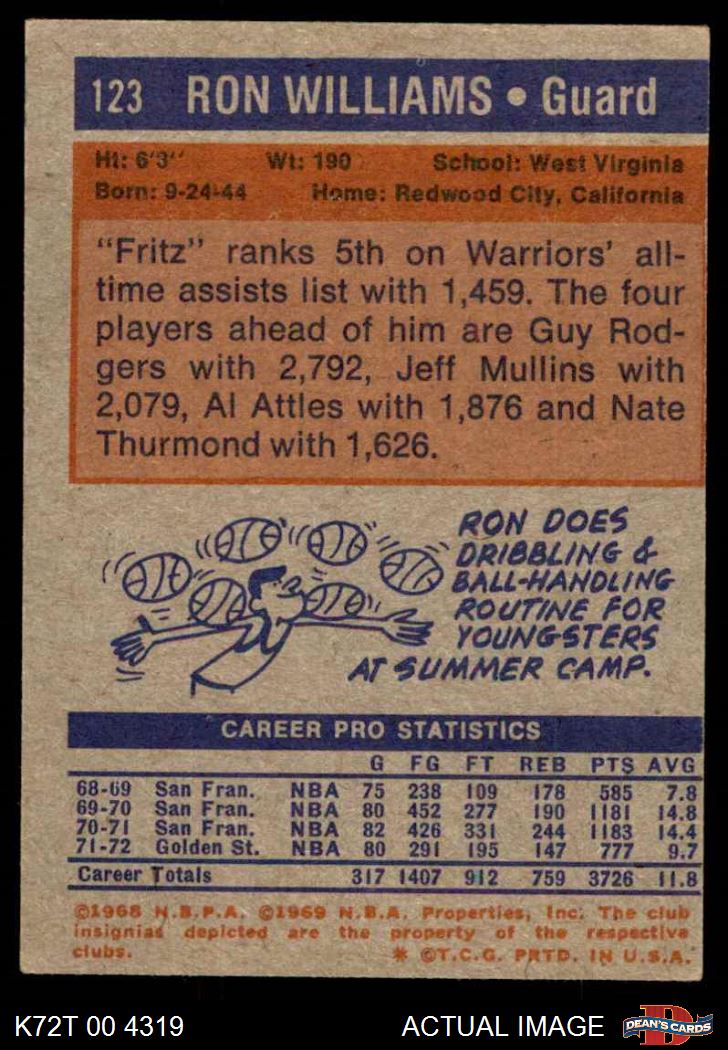 123 RON WILLIAMS • Guard
Ht: 6'3" Wt: 190 School: West Virginia
Born: 9-24-44 Home: Redwood City, California
"Fritz" ranks 5th on Warriors' all-
time assists list with 1,459. The four
players ahead of him are Guy Rod-
gers with 2,792, Jeff Mullins with
2,079, Al Attles with 1,876 and Nate
Thurmond with 1,626.
RON DOES
DRIBBLING &
BALL-HANDLING
ROUTINE FOR
YOUNGSTERS
AT SUMMER CAMP.
CAREER PRO STATISTICS
G FG FT REB PTS AVG
68-69 San Fran. NBA 75 238 109 178 585 7.8
69-70 San Fran. NBA 80 452 277 190 1181 14.8
70-71 San Fran. NBA 82 426 331 244 1183 14.4
71-72 Golden St. NBA 80 291 195 147 777 9.7
Career Totals 317 1407 912 759 3726 11.8
©1968 N.B.P.A. ©1969 N.B.A. Properties, Inc. The club
insignias depicted are the property of the respective
clubs. * ©T.C.G. PRTD. IN U.S.A.
K72T 00 4319 ACTUAL IMAGE DEAN'S CARDS